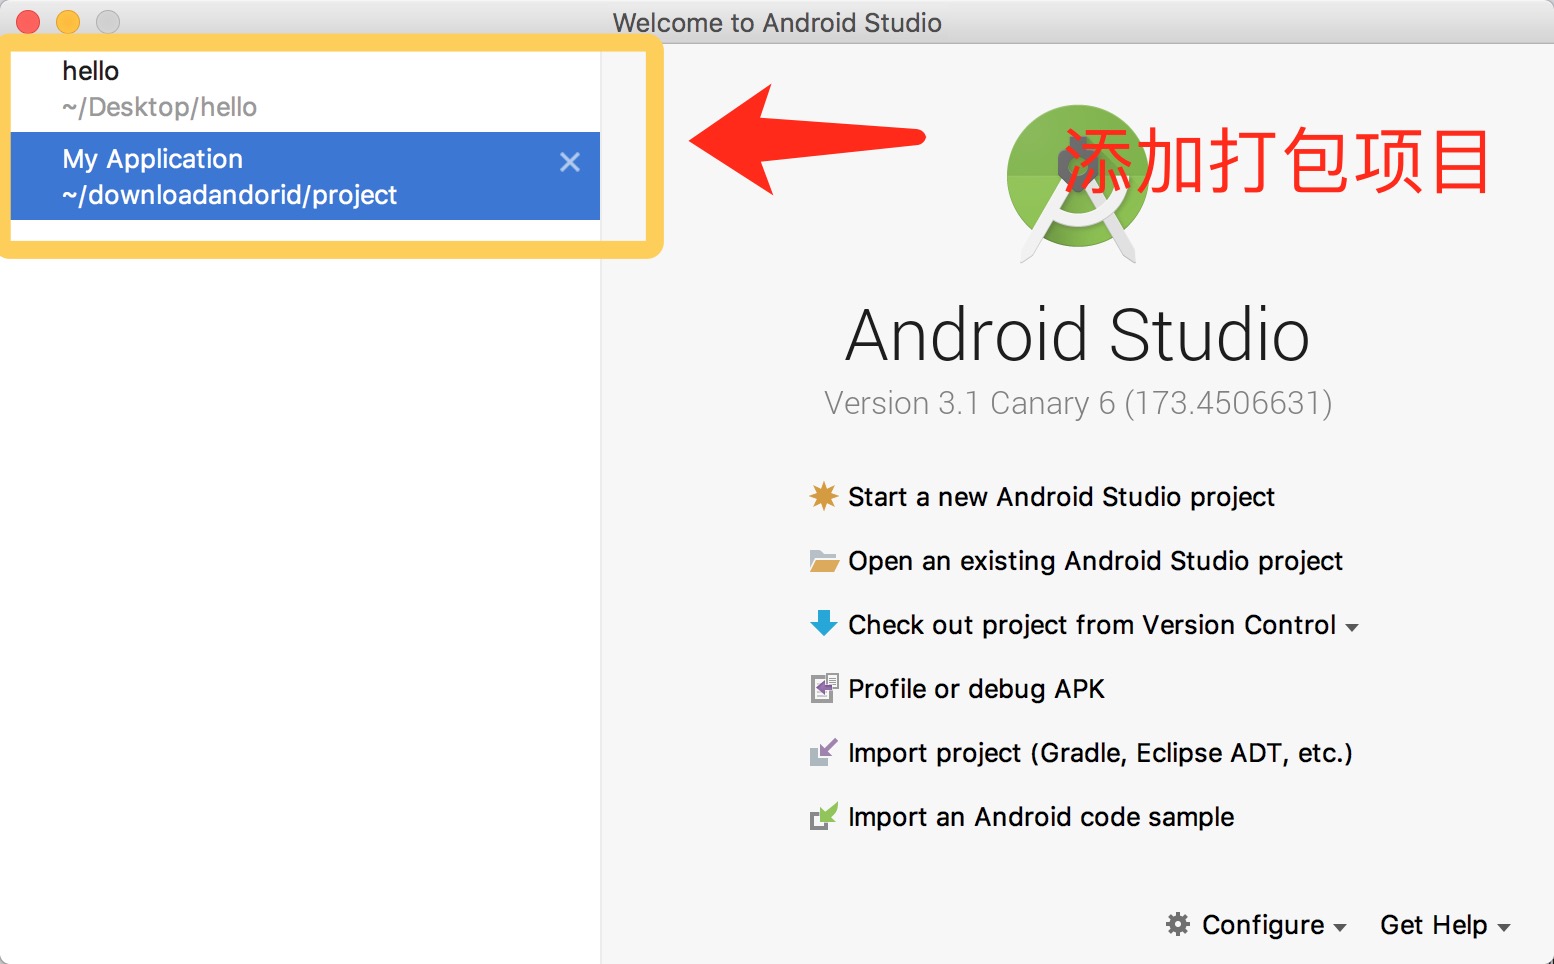 Welcome to Android Studio
hello
~/Desktop/hello
My Application
~/downloadandorid/project
添加打包项目
Android Studio
Version 3.1 Canary 6 (173.4506631)
Start a new Android Studio project
Open an existing Android Studio project
Check out project from Version Control
Profile or debug APK
Import project (Gradle, Eclipse ADT, etc.)
Import an Android code sample
Configure
Get Help